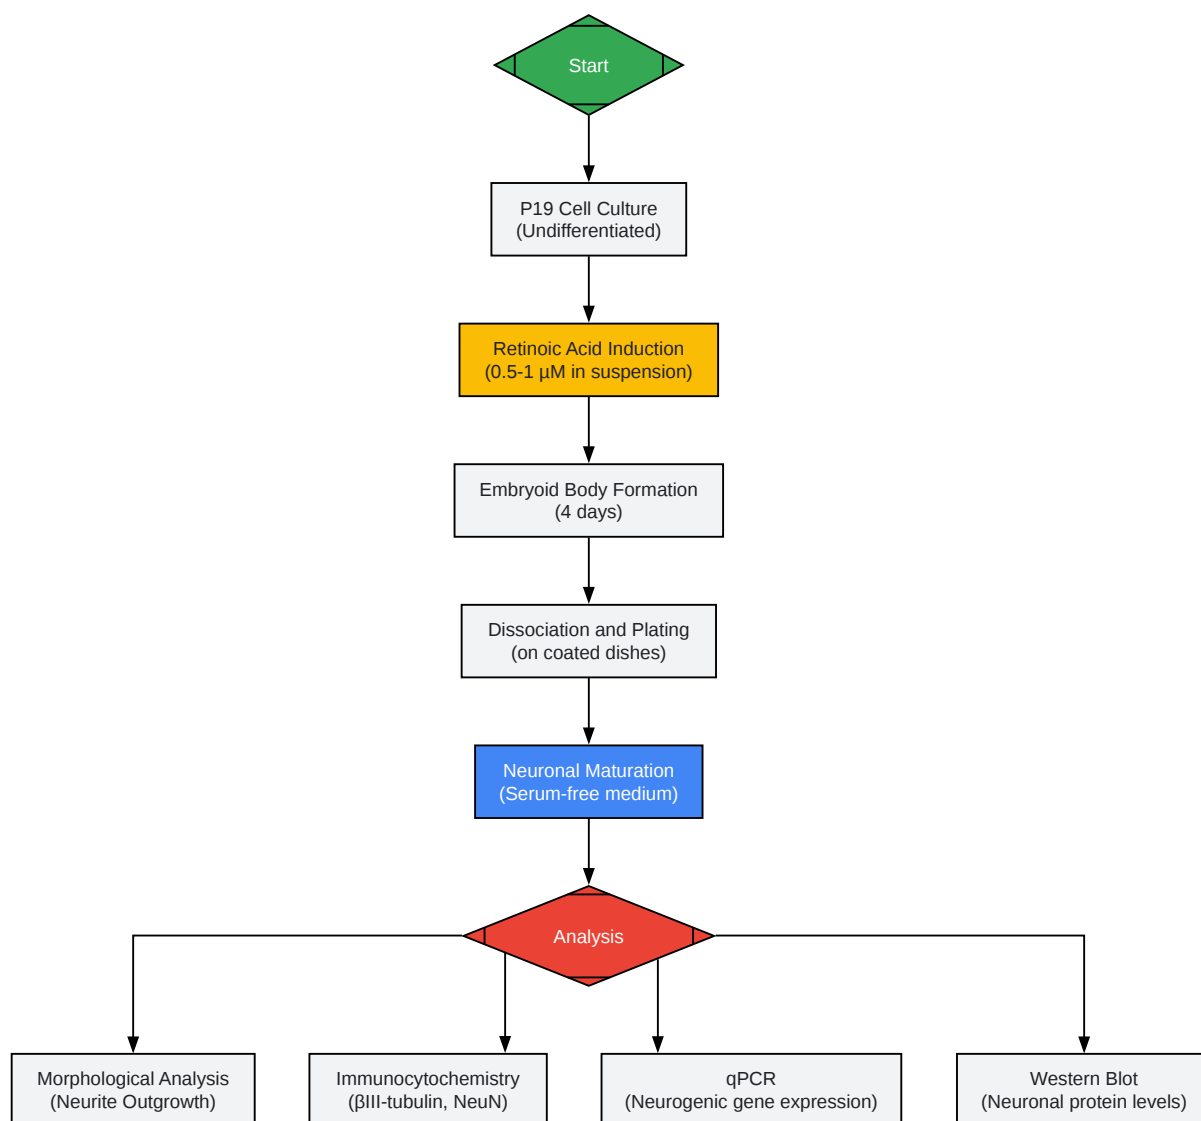 Start
P19 Cell Culture
(Undifferentiated)
Retinoic Acid Induction
(0.5-1 µM in suspension)
Embryoid Body Formation
(4 days)
Dissociation and Plating
(on coated dishes)
Neuronal Maturation
(Serum-free medium)
Analysis
Morphological Analysis
(Neurite Outgrowth)
Immunocytochemistry
(βIII-tubulin, NeuN)
qPCR
(Neurogenic gene expression)
Western Blot
(Neuronal protein levels)